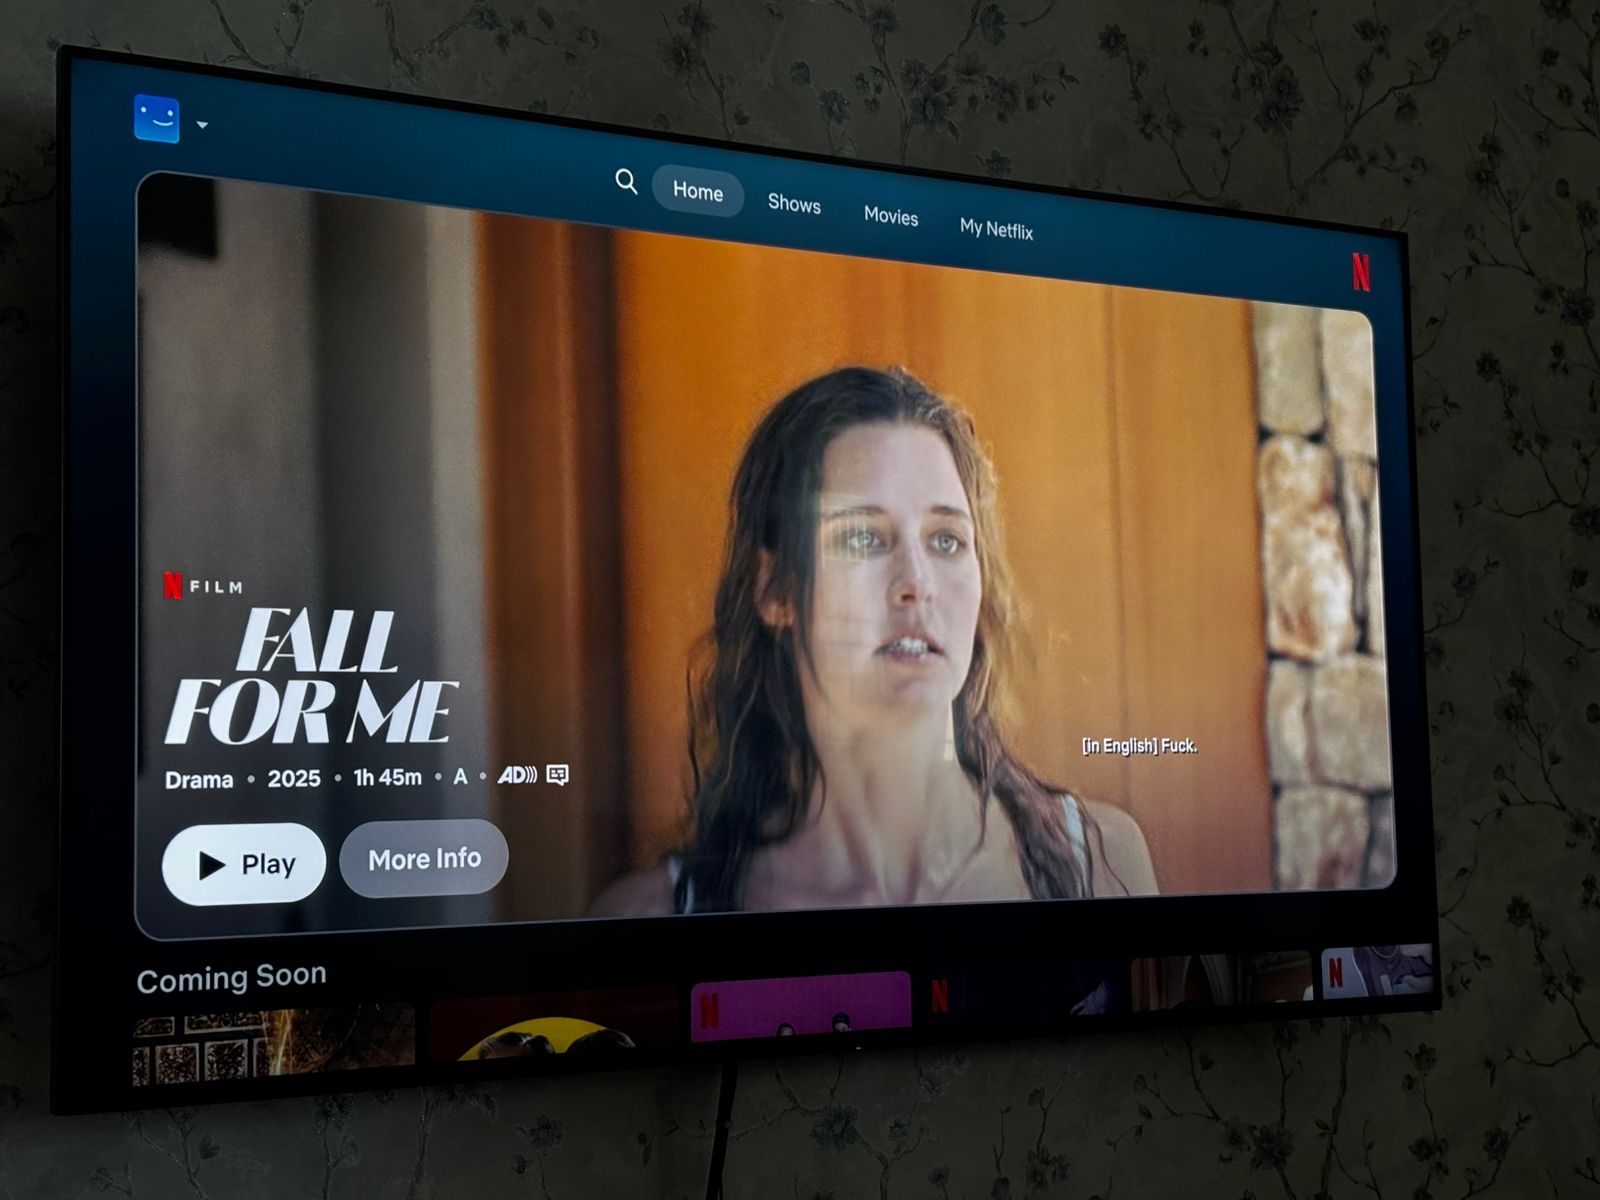 Home
Shows
Movies
My Netflix
N
N FILM
FALL
FOR ME
Drama • 2025 • 1h 45m • A • AD)))
[in English] Fuck.
Play
More Info
Coming Soon
N
N
N